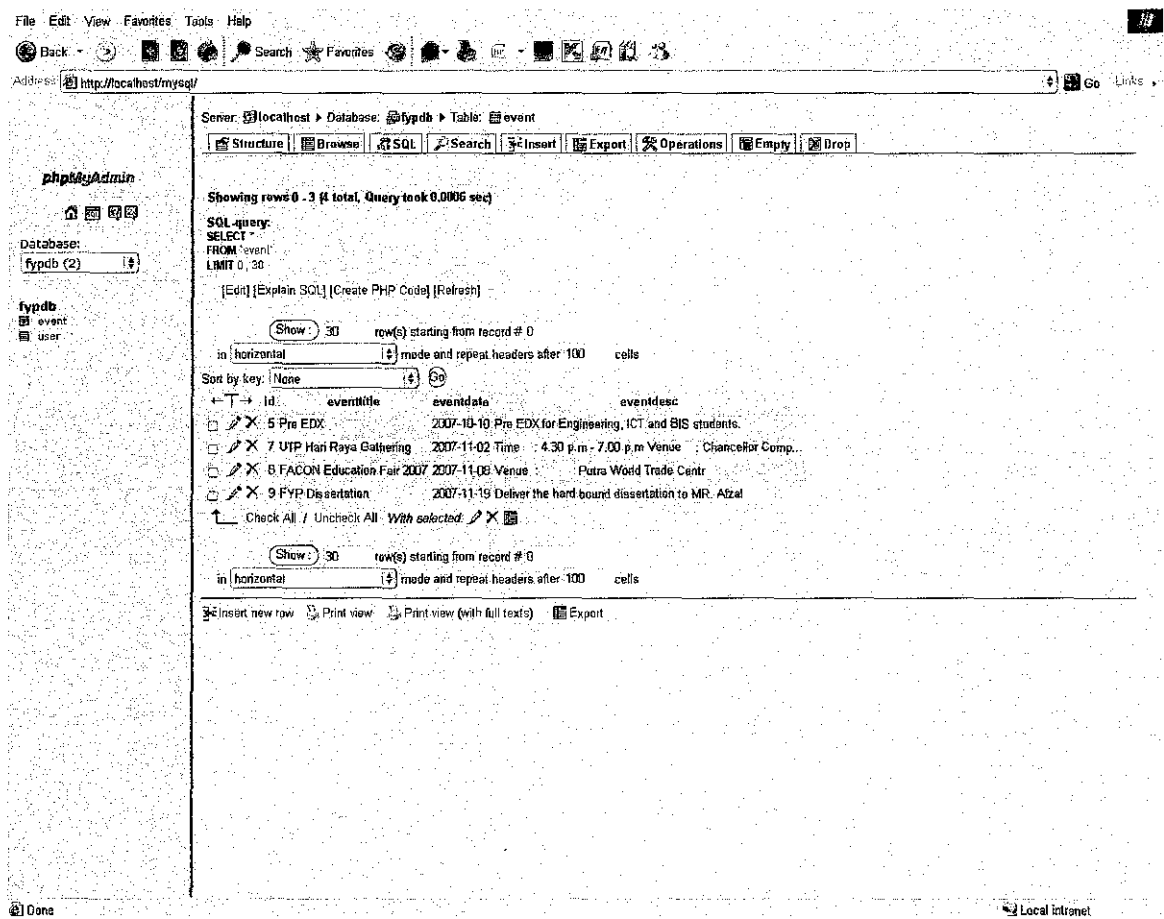 File Edit View Favorites Tools Help
Back Search Favorites
Address http://localhost/mysql/ Go Links
Server: localhost ▸ Database: fypdb ▸ Table: event
Structure Browse SQL Search Insert Export Operations Empty Drop
phpMyAdmin
Database:
fypdb (2)
fypdb
event
user
Showing rows 0 - 3 (4 total, Query took 0.0006 sec)
SQL-query:
SELECT *
FROM `event`
LIMIT 0 , 30
[Edit] [Explain SQL] [Create PHP Code] [Refresh]
Show : 30 row(s) starting from record # 0
in horizontal mode and repeat headers after 100 cells
Sort by key: None Go
←T→ id eventtitle eventdate eventdesc
5 Pre EDX 2007-10-10 Pre EDX for Engineering, ICT and BIS students.
7 UTP Hari Raya Gathering 2007-11-02 Time : 4.30 p.m - 7.00 p.m Venue : Chancellor Comp...
8 FACON Education Fair 2007 2007-11-08 Venue : Putra World Trade Centr
9 FYP Dissertation 2007-11-19 Deliver the hard bound dissertation to MR. Afzal
Check All / Uncheck All With selected:
Show : 30 row(s) starting from record # 0
in horizontal mode and repeat headers after 100 cells
Insert new row Print view Print view (with full texts) Export
Done Local intranet